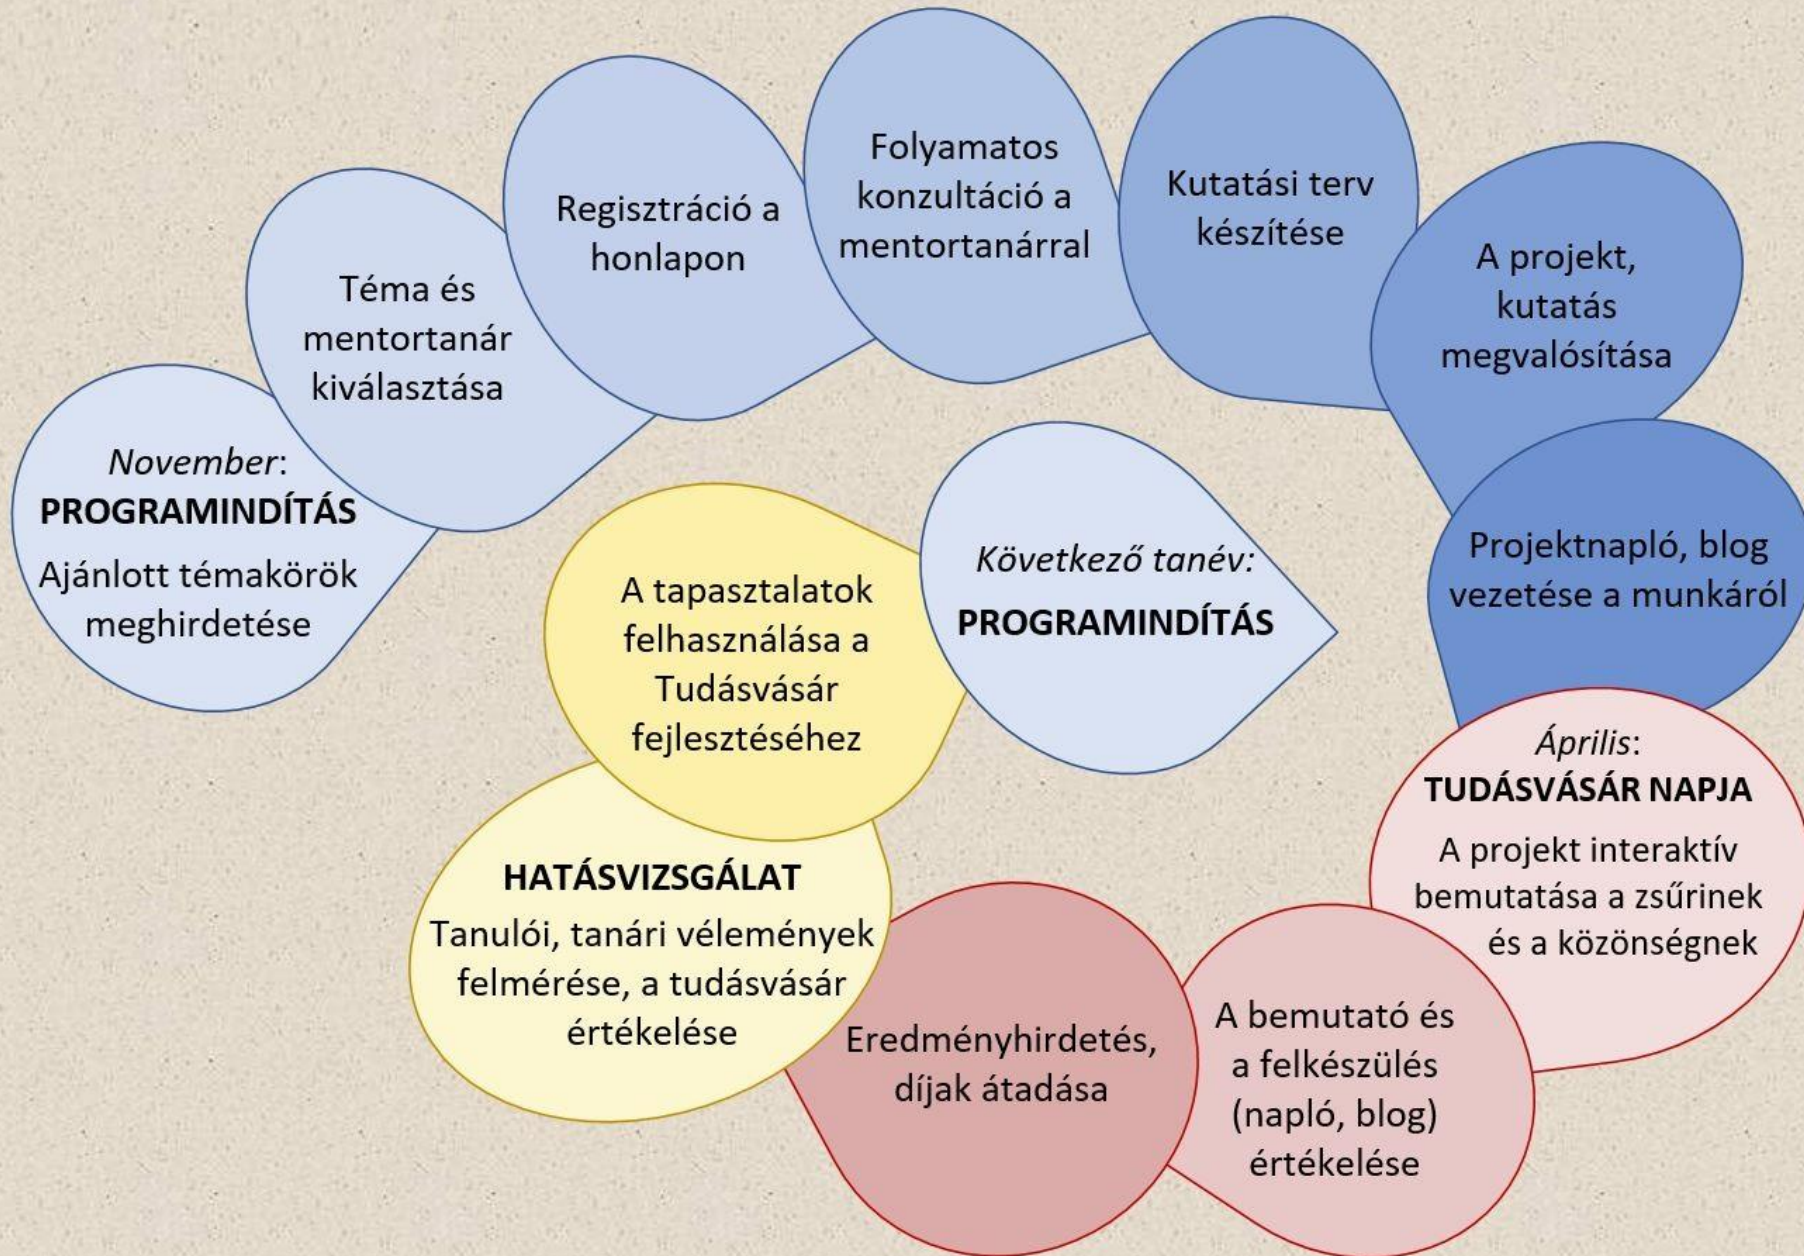 November:
PROGRAMINDÍTÁS
Ajánlott témakörök
meghirdetése
Téma és
mentortanár
kiválasztása
Regisztráció a
honlapon
Folyamatos
konzultáció a
mentortanárral
Kutatási terv
készítése
A projekt,
kutatás
megvalósítása
Projektnapló, blog
vezetése a munkáról
Április:
TUDÁSVÁSÁR NAPJA
A projekt interaktív
bemutatása a zsűrinek
és a közönségnek
A bemutató és
a felkészülés
(napló, blog)
értékelése
Eredményhirdetés,
díjak átadása
HATÁSVIZSGÁLAT
Tanulói, tanári vélemények
felmérése, a tudásvásár
értékelése
A tapasztalatok
felhasználása a
Tudásvásár
fejlesztéséhez
Következő tanév:
PROGRAMINDÍTÁS